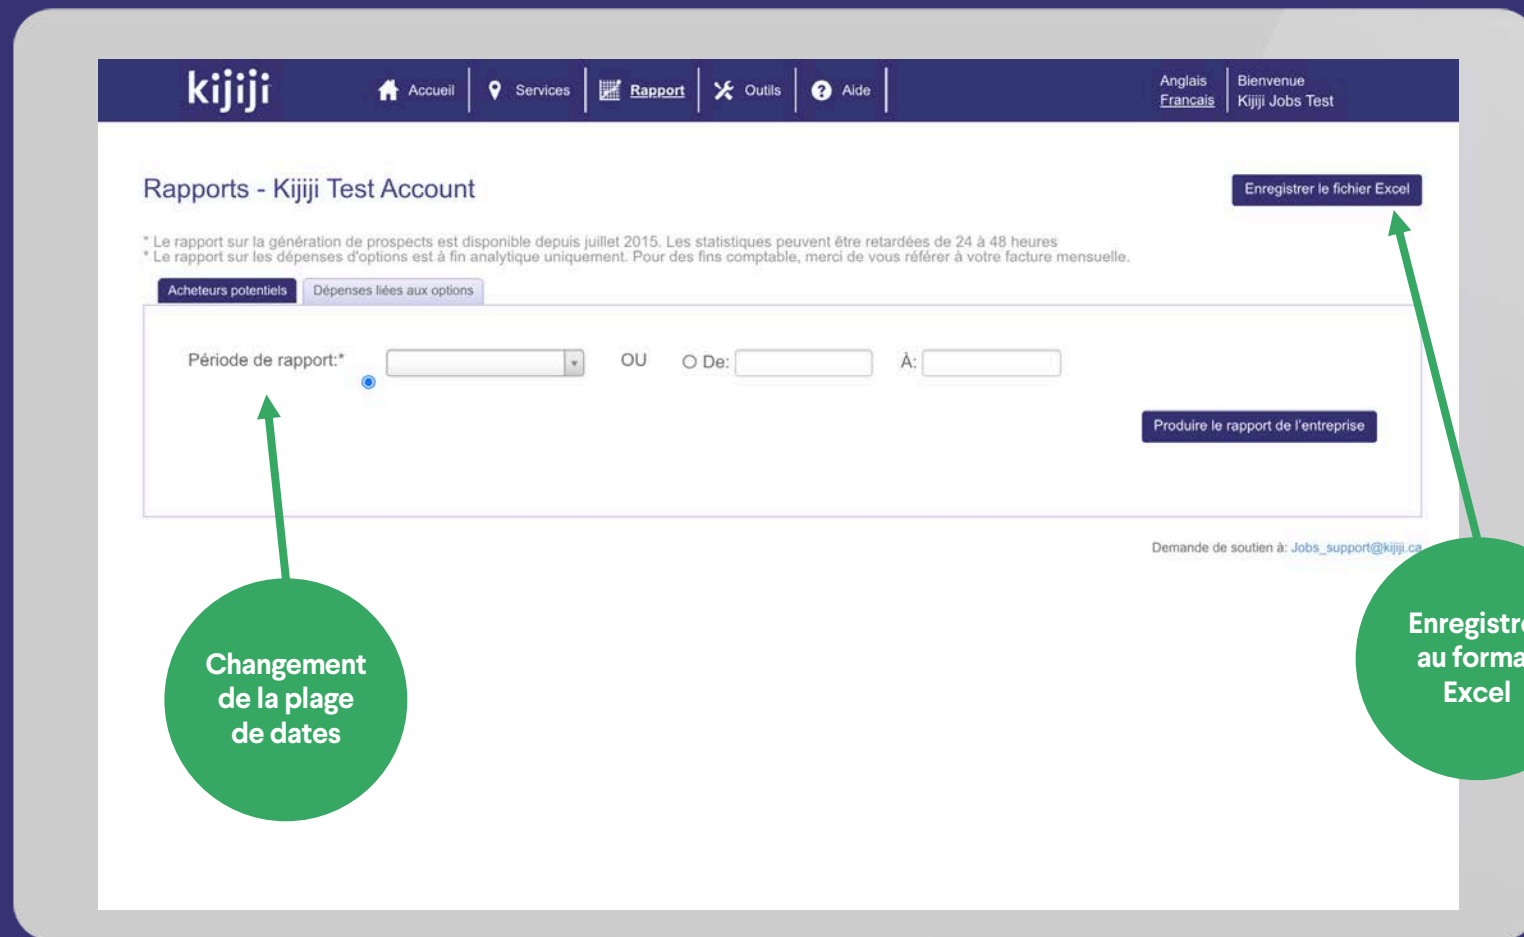 kijiji
Accueil
Services
Rapport
Outils
Aide
Anglais
Francais
Bienvenue
Kijiji Jobs Test
Rapports - Kijiji Test Account
Enregistrer le fichier Excel
* Le rapport sur la génération de prospects est disponible depuis juillet 2015. Les statistiques peuvent être retardées de 24 à 48 heures
* Le rapport sur les dépenses d'options est à fin analytique uniquement. Pour des fins comptable, merci de vous référer à votre facture mensuelle.
Acheteurs potentiels
Dépenses liées aux options
Période de rapport:*
OU
De:
À:
Produire le rapport de l'entreprise
Demande de soutien à: Jobs_support@kijiji.ca
Changement
de la plage
de dates
au
Excel